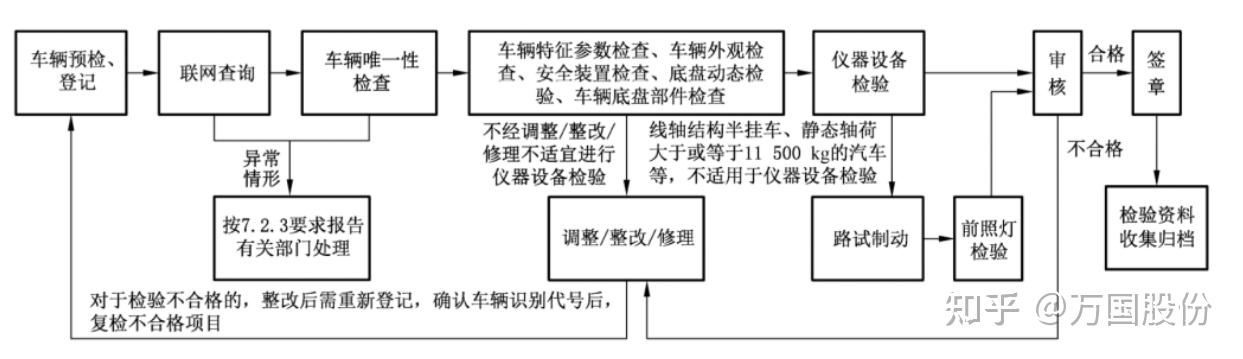 车辆预检、
登记
联网查询
车辆唯一性
检查
车辆特征参数检查、车辆外观检
查、安全装置检查、底盘动态检
验、车辆底盘部件检查
仪器设备
检验
审
核
合格
签
章
异常
情形
不经调整/整改/
修理不适宜进行
仪器设备检验
线轴结构半挂车、静态轴荷
大于或等于11 500 kg的汽车
等，不适用于仪器设备检验
不合格
按7.2.3要求报告
有关部门处理
调整/整改/修理
路试制动
前照灯
检验
检验资料
收集归档
对于检验不合格的，整改后需重新登记，确认车辆识别代号后，
复检不合格项目
知乎 @万国股份